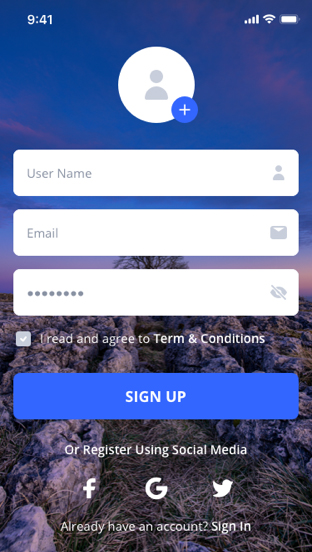 9:41
User Name
Email
I read and agree to Term & Conditions
SIGN UP
Or Register Using Social Media
Already have an account? Sign In